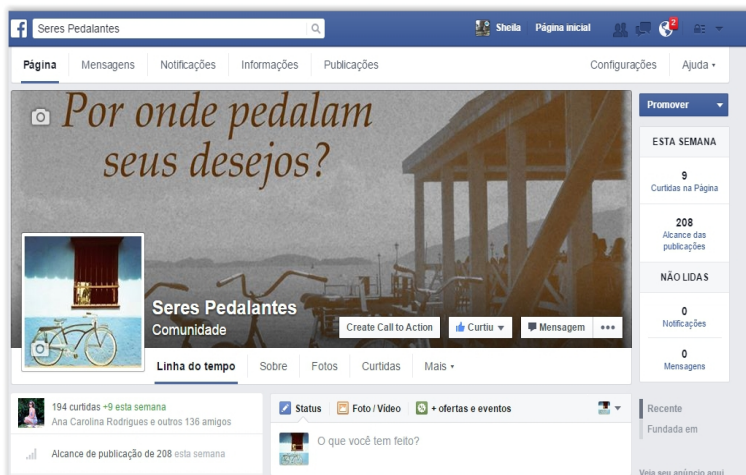 f Seres Pedalantes Sheila Página inicial 2
Página Mensagens Notificações Informações Publicações Configurações Ajuda
Por onde pedalam
seus desejos?
Promover
ESTA SEMANA
9
Curtidas na Página
208
Alcance das
publicações
NÃO LIDAS
0
Notificações
0
Mensagens
Seres Pedalantes
Comunidade
Create Call to Action Curtiu Mensagem
Linha do tempo Sobre Fotos Curtidas Mais
194 curtidas +9 esta semana
Ana Carolina Rodrigues e outros 136 amigos
Alcance de publicação de 208 esta semana
Status Foto / Vídeo + ofertas e eventos
O que você tem feito?
Recente
Fundada em
Veja seu anúncio aqui